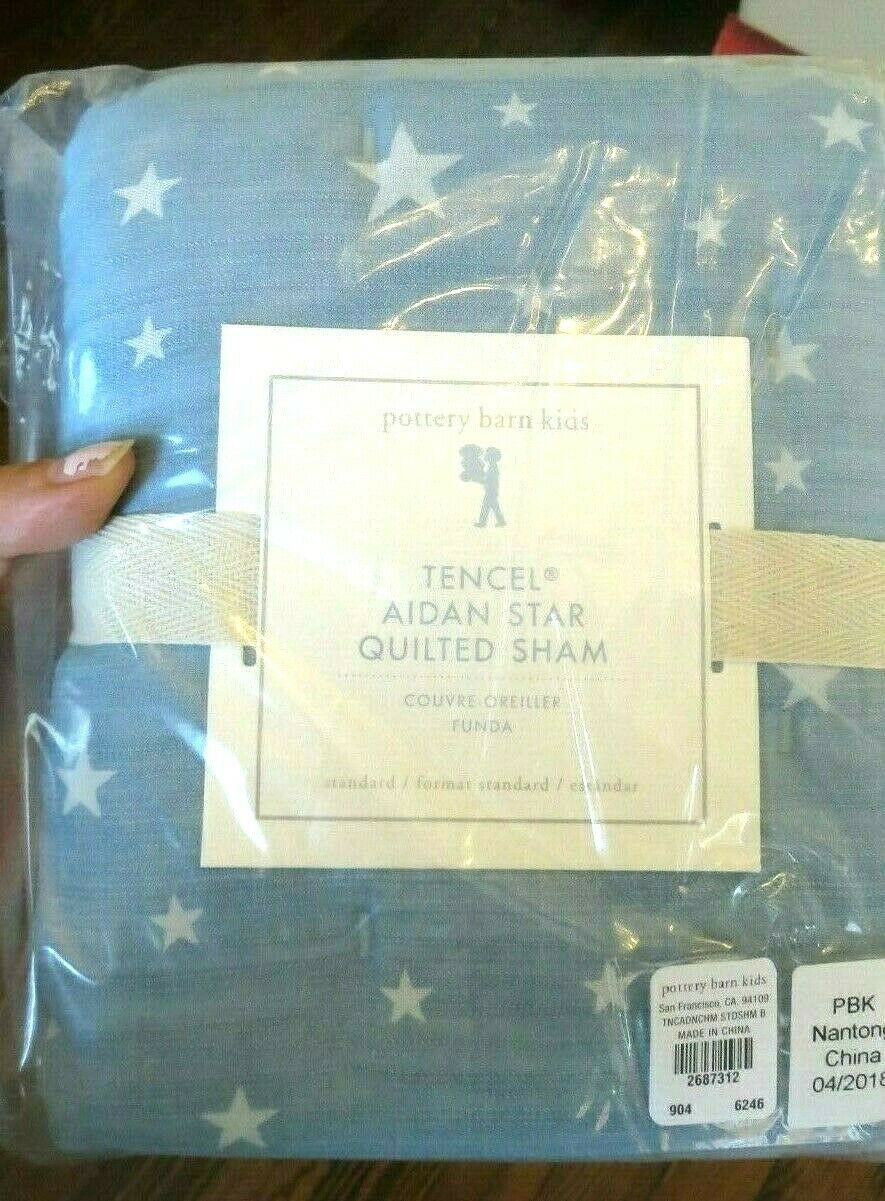 pottery barn kids
TENCEL®
AIDAN STAR
QUILTED SHAM
COUVRE-OREILLER
FUNDA
standard / format standard / estándar
pottery barn kids
San Francisco, CA. 94109
TNCADNCHM STDSHM B
MADE IN CHINA
2687312
904 6246
PBK
Nantong
China
04/2018